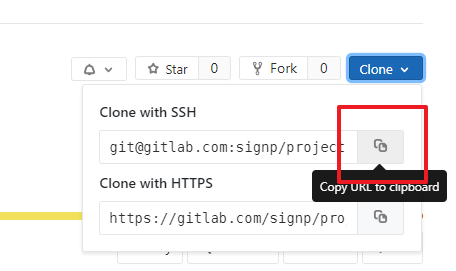 Star 0 Fork 0 Clone
Clone with SSH
git@gitlab.com:signp/project
Copy URL to clipboard
Clone with HTTPS
https://gitlab.com/signp/pro